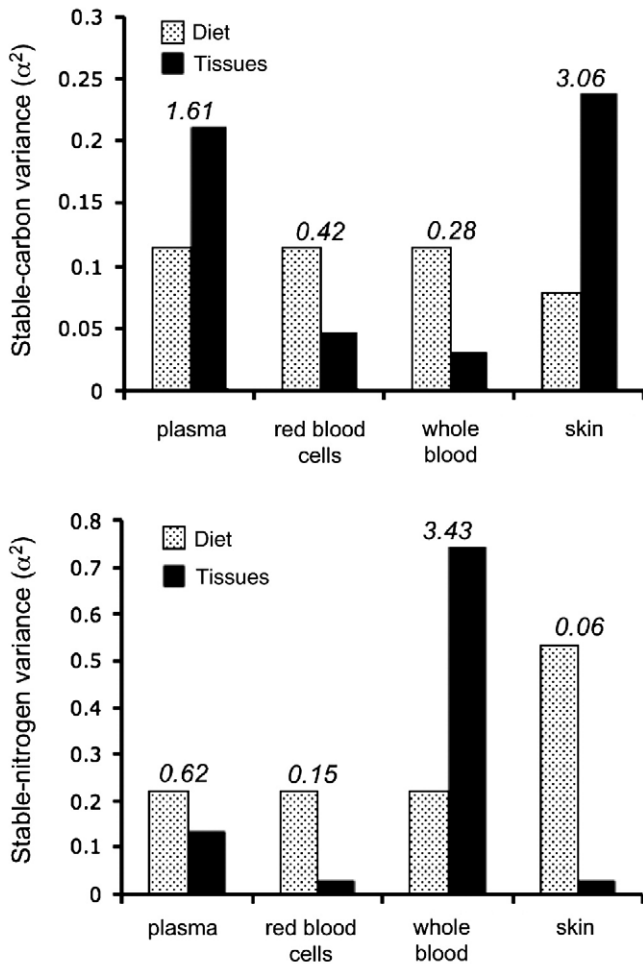 Stable-carbon variance (α²)
0.3
0.25
0.2
0.15
0.1
0.05
0
Diet
Tissues
1.61
0.42
0.28
3.06
plasma
red blood
cells
whole
blood
skin
Stable-nitrogen variance (α²)
0.8
0.7
0.6
0.5
0.4
0.3
0.2
0.1
0
Diet
Tissues
0.62
0.15
3.43
0.06
plasma
red blood
cells
whole
blood
skin